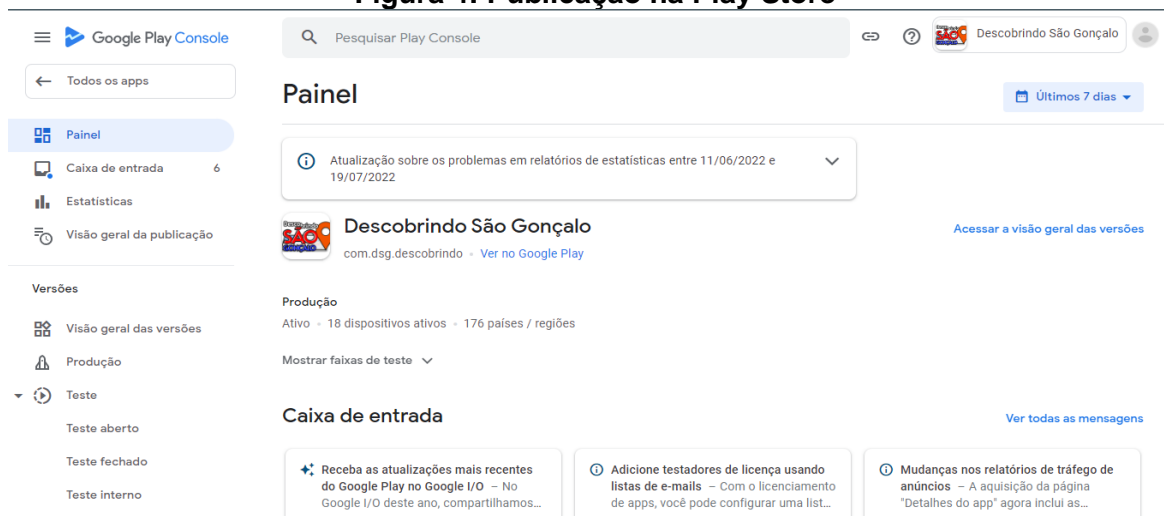 Figura 4. Publicação na Play Store
Google Play Console
Pesquisar Play Console
Descobrindo São Gonçalo
Todos os apps
Painel
Caixa de entrada 6
Estatísticas
Visão geral da publicação
Versões
Visão geral das versões
Produção
Teste
Teste aberto
Teste fechado
Teste interno
Painel
Últimos 7 dias
Atualização sobre os problemas em relatórios de estatísticas entre 11/06/2022 e
19/07/2022
Descobrindo São Gonçalo
com.dsg.descobrindo • Ver no Google Play
Acessar a visão geral das versões
Produção
Ativo • 18 dispositivos ativos • 176 países / regiões
Mostrar faixas de teste
Caixa de entrada
Ver todas as mensagens
Receba as atualizações mais recentes
do Google Play no Google I/O – No
Google I/O deste ano, compartilhamos...
Adicione testadores de licença usando
listas de e-mails – Com o licenciamento
de apps, você pode configurar uma list...
Mudanças nos relatórios de tráfego de
anúncios – A aquisição da página
"Detalhes do app" agora inclui as...